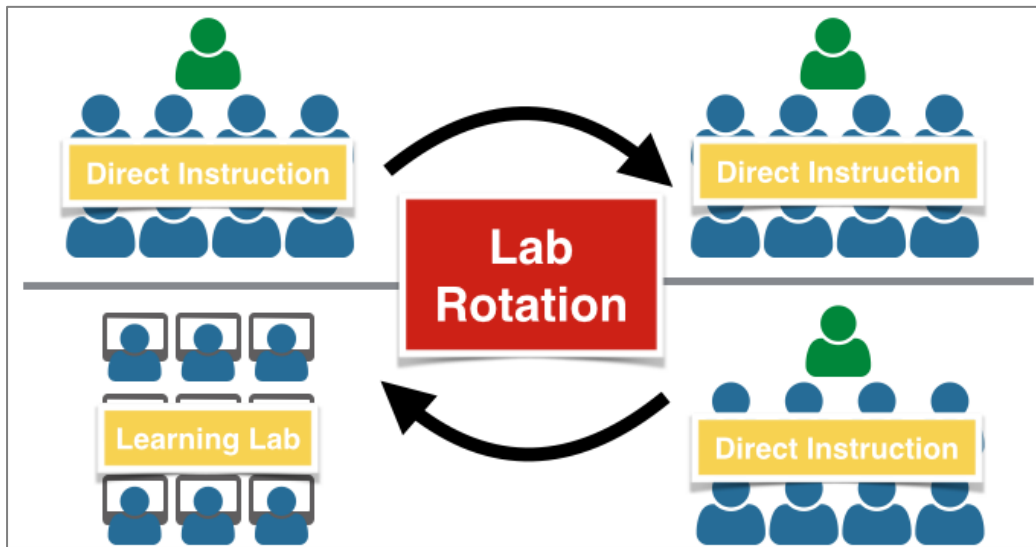 Direct Instruction
Direct Instruction
Lab
Rotation
Learning Lab
Direct Instruction